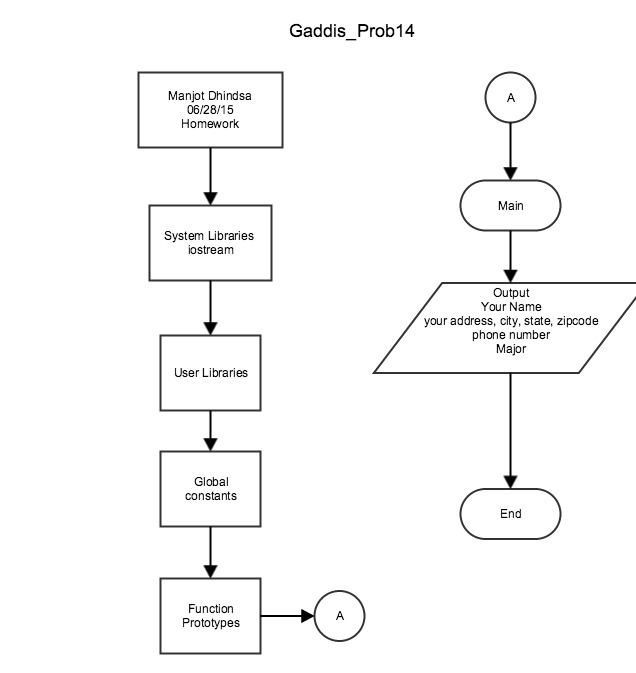 Gaddis_Prob14
Manjot Dhindsa
06/28/15
Homework
System Libraries
iostream
User Libraries
Global
constants
Function
Prototypes
A
A
Main
Output
Your Name
your address, city, state, zipcode
phone number
Major
End